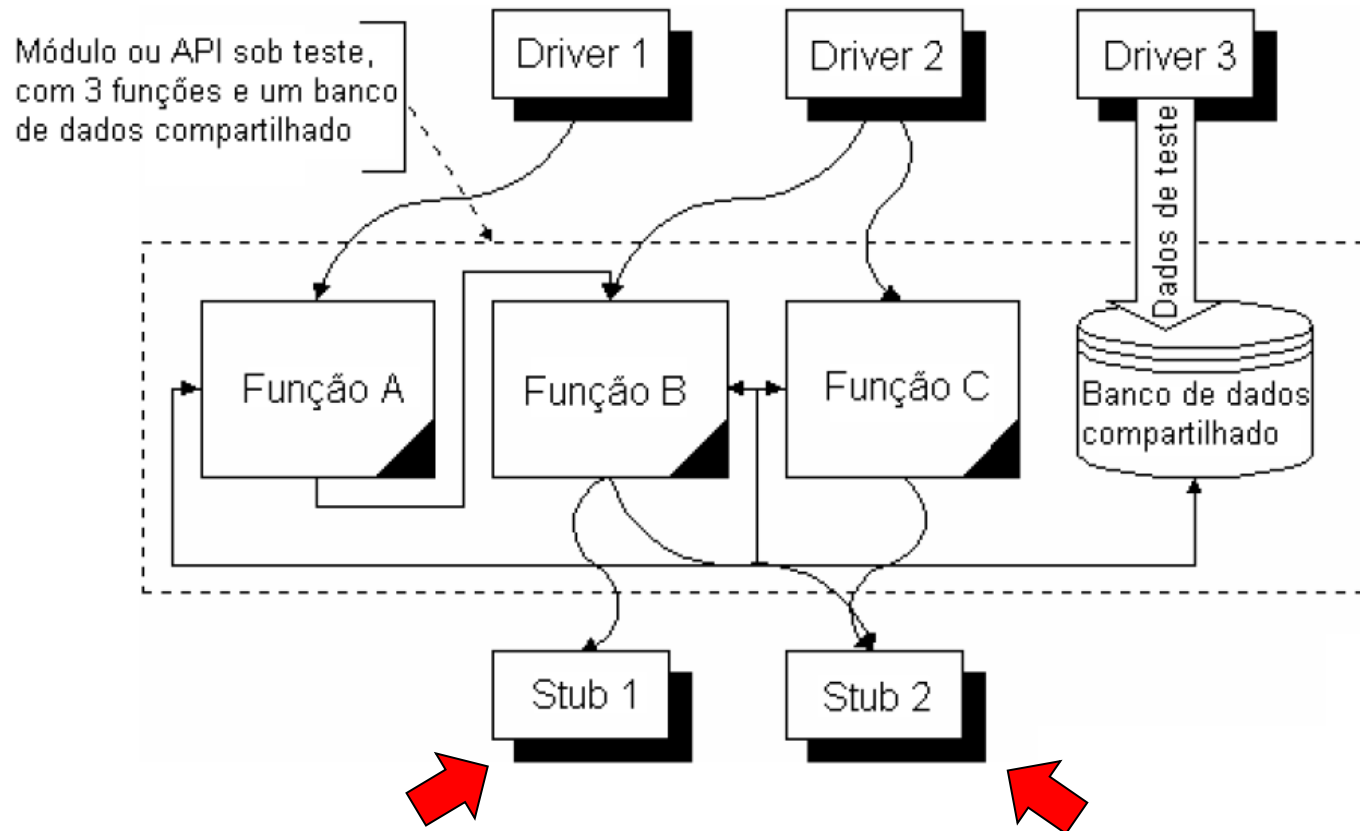 Módulo ou API sob teste,
com 3 funções e um banco
de dados compartilhado
Driver 1
Driver 2
Driver 3
Dados de teste
Função A
Função B
Função C
Banco de dados
compartilhado
Stub 1
Stub 2